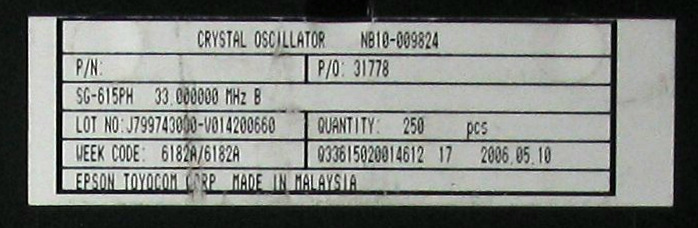 CRYSTAL OSCILLATOR NB10-009824
P/N: P/O: 31778
SG-615PH 33.000000 MHz B
LOT NO:J799743000-V014200660 QUANTITY: 250 pcs
WEEK CODE: 6182A/6182A Q33615020014612 17 2006.05.10
EPSON TOYOCOM CORP MADE IN MALAYSIA